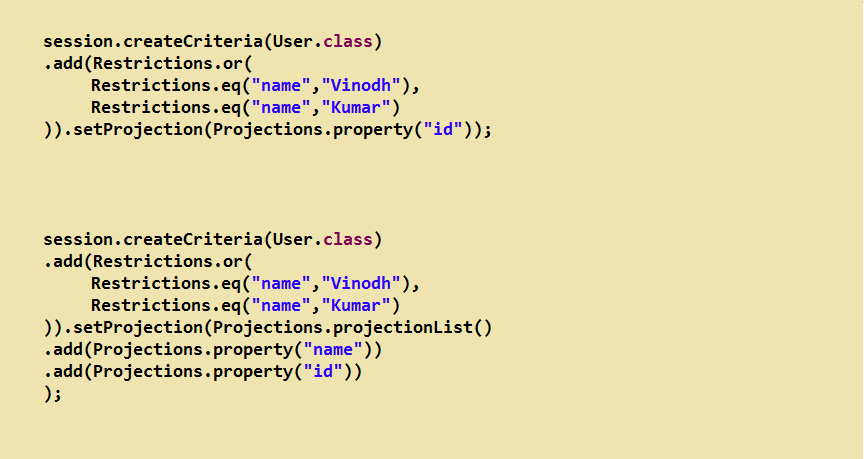 session.createCriteria(User.class)
.add(Restrictions.or(
Restrictions.eq("name","Vinodh"),
Restrictions.eq("name","Kumar")
)).setProjection(Projections.property("id"));
session.createCriteria(User.class)
.add(Restrictions.or(
Restrictions.eq("name","Vinodh"),
Restrictions.eq("name","Kumar")
)).setProjection(Projections.projectionList()
.add(Projections.property("name"))
.add(Projections.property("id"))
);